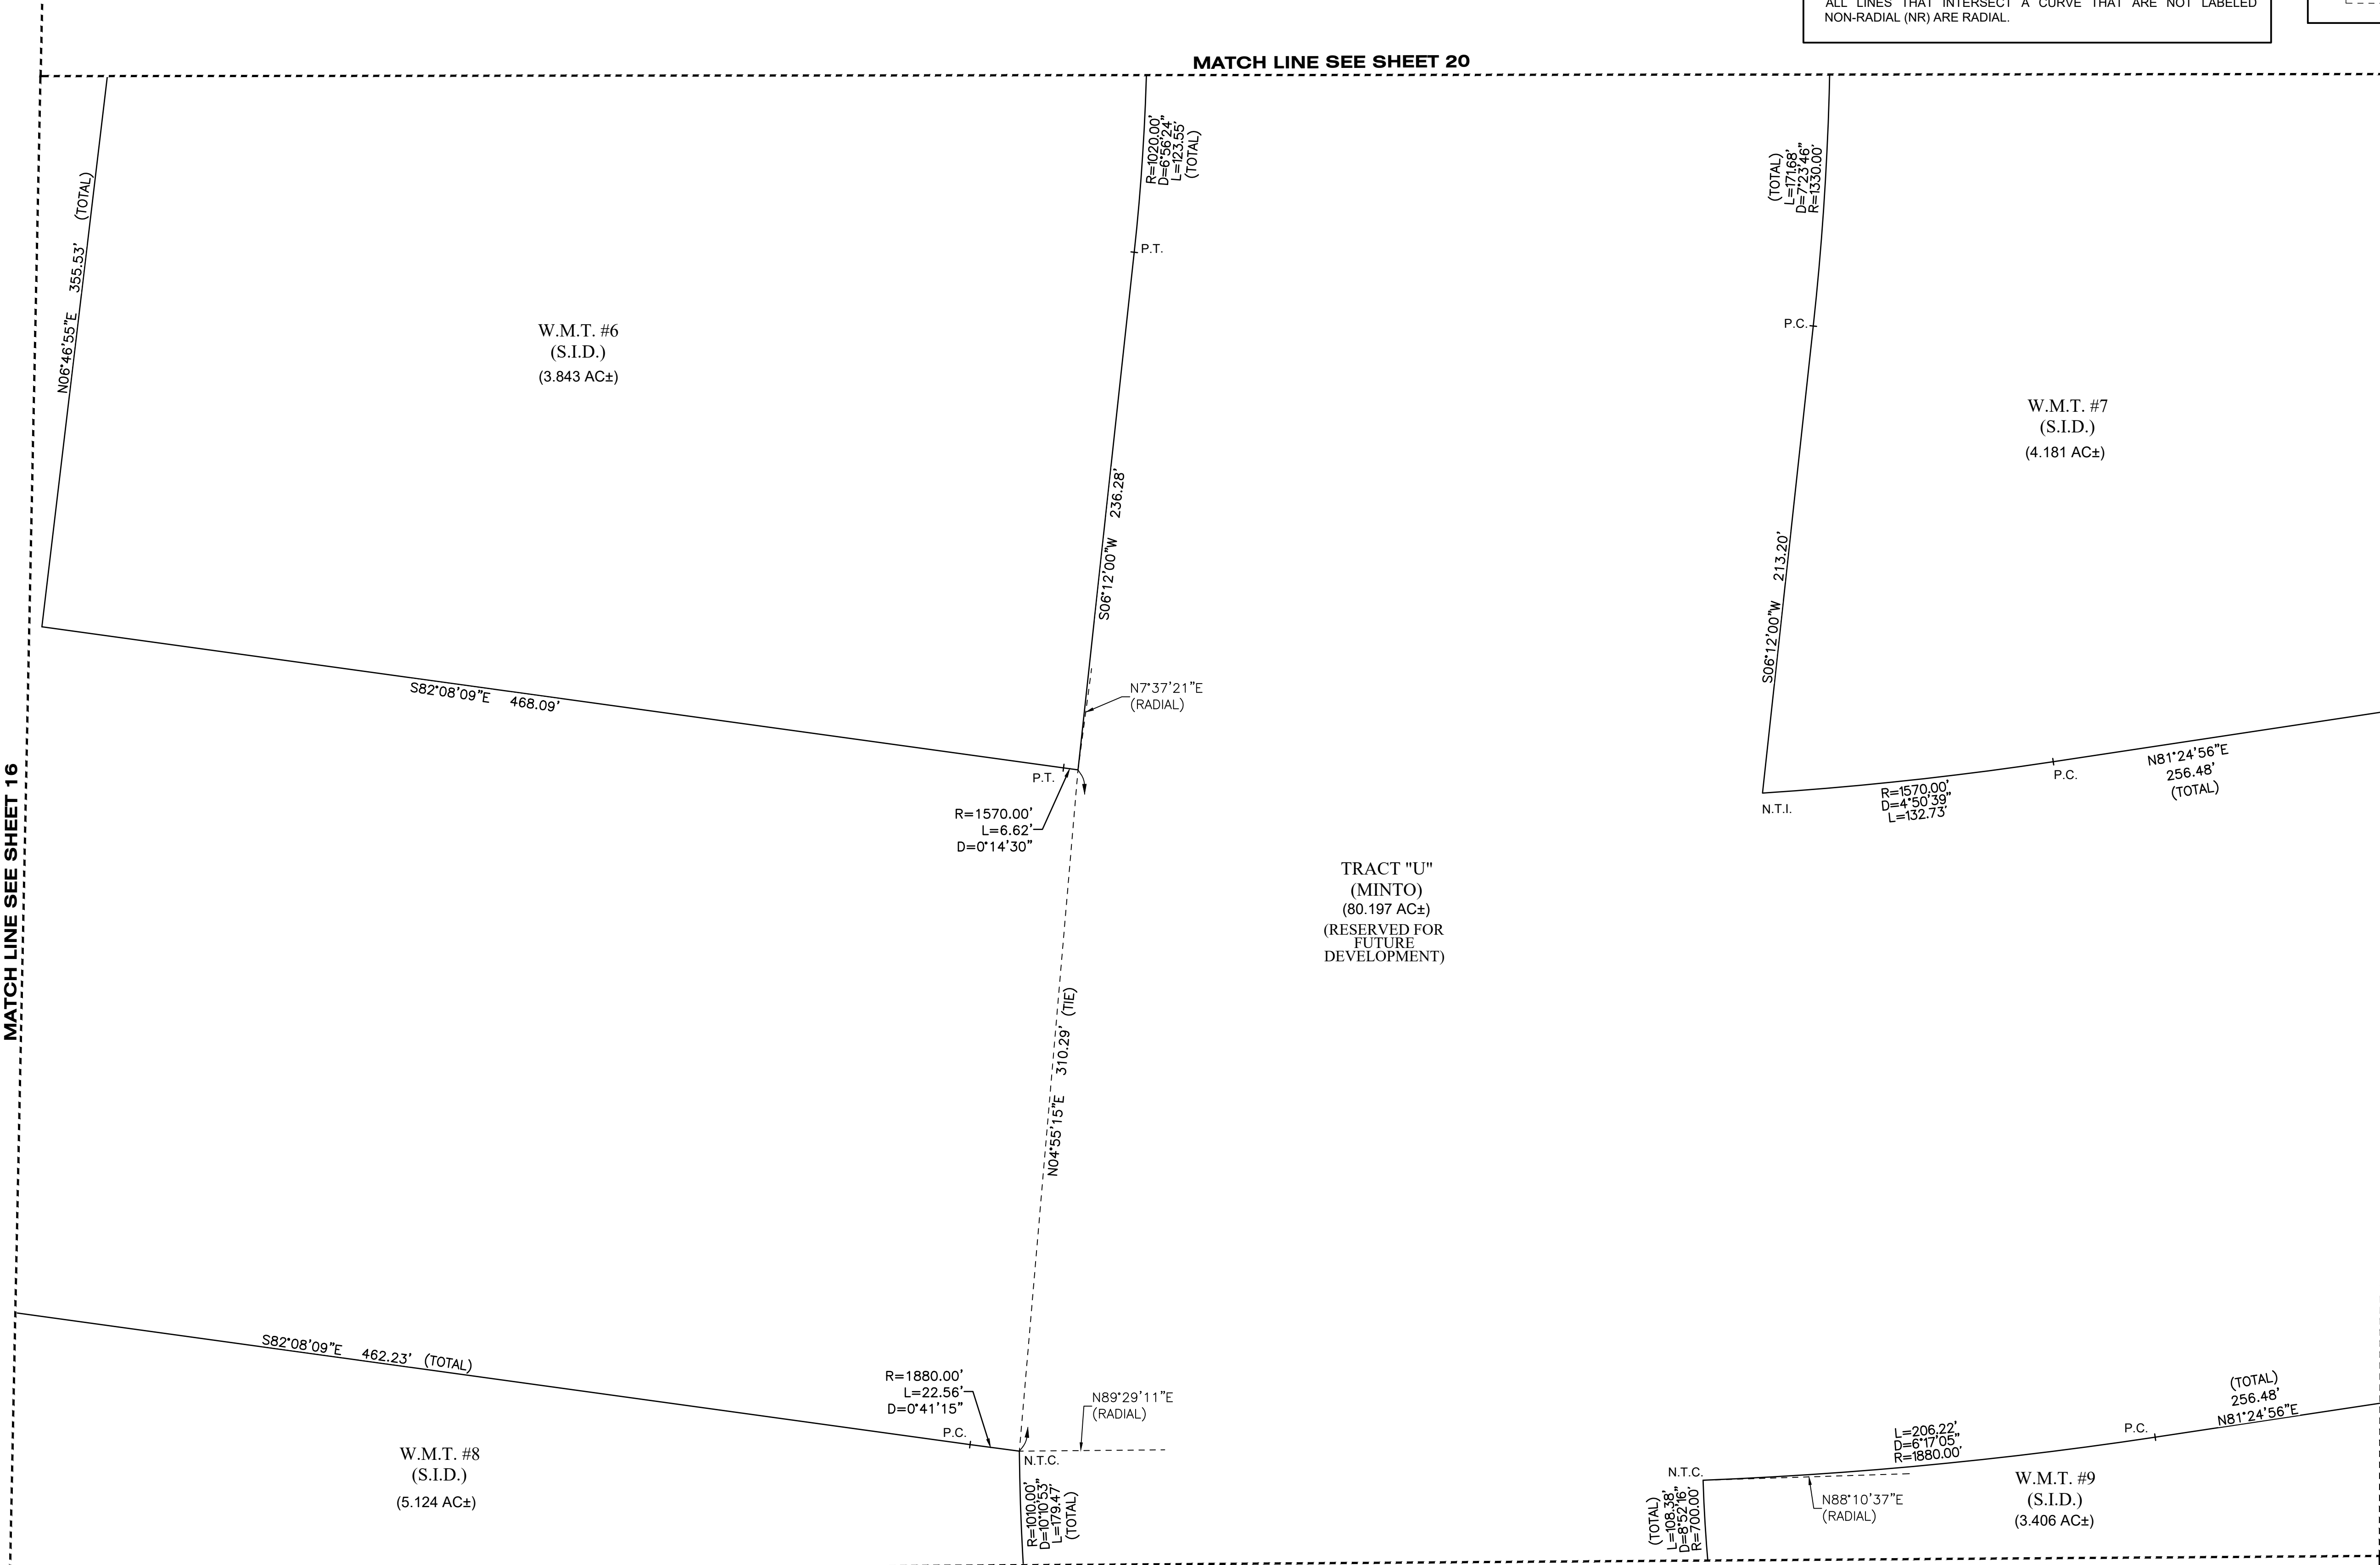 ALL LINES THAT INTERSECT A CURVE THAT ARE NOT LABELED
NON-RADIAL (NR) ARE RADIAL.
MATCH LINE SEE SHEET 20
N06°46'55"E 355.53' (TOTAL)
W.M.T. #6
(S.I.D.)
(3.843 AC±)
R=1020.00'
D=6°56'24"
L=123.55'
(TOTAL)
P.T.
S06°12'00"W 236.28'
(TOTAL)
L=171.68'
D=7°23'46"
R=1330.00'
P.C.
W.M.T. #7
(S.I.D.)
(4.181 AC±)
S06°12'00"W 213.20'
S82°08'09"E 468.09'
N7°37'21"E
(RADIAL)
P.T.
R=1570.00'
L=6.62'
D=0°14'30"
N.T.I.
R=1570.00'
D=4°50'39"
L=132.73'
P.C.
N81°24'56"E
256.48'
(TOTAL)
MATCH LINE SEE SHEET 16
TRACT "U"
(MINTO)
(80.197 AC±)
(RESERVED FOR
FUTURE
DEVELOPMENT)
N04°55'15"E 310.29' (TIE)
S82°08'09"E 462.23' (TOTAL)
R=1880.00'
L=22.56'
D=0°41'15"
P.C.
N89°29'11"E
(RADIAL)
N.T.C.
W.M.T. #8
(S.I.D.)
(5.124 AC±)
R=1010.00'
D=10°10'53"
L=179.47'
(TOTAL)
(TOTAL)
256.48'
N81°24'56"E
P.C.
L=206.22'
D=6°17'05"
R=1880.00'
N.T.C.
(TOTAL)
L=108.38'
D=8°52'16"
R=700.00'
N88°10'37"E
(RADIAL)
W.M.T. #9
(S.I.D.)
(3.406 AC±)